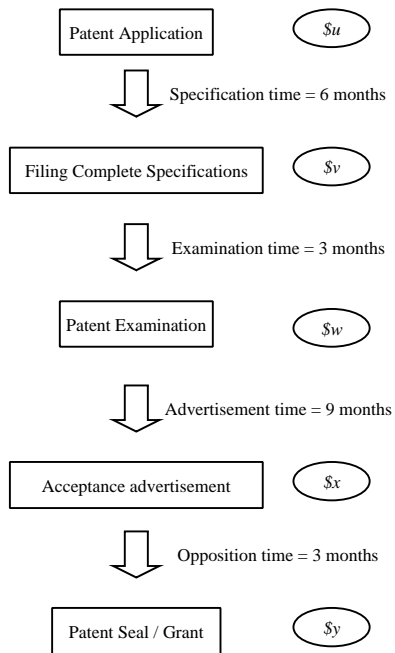 Patent Application
$u
Specification time = 6 months
Filing Complete Specifications
$v
Examination time = 3 months
Patent Examination
$w
Advertisement time = 9 months
Acceptance advertisement
$x
Opposition time = 3 months
Patent Seal / Grant
$y